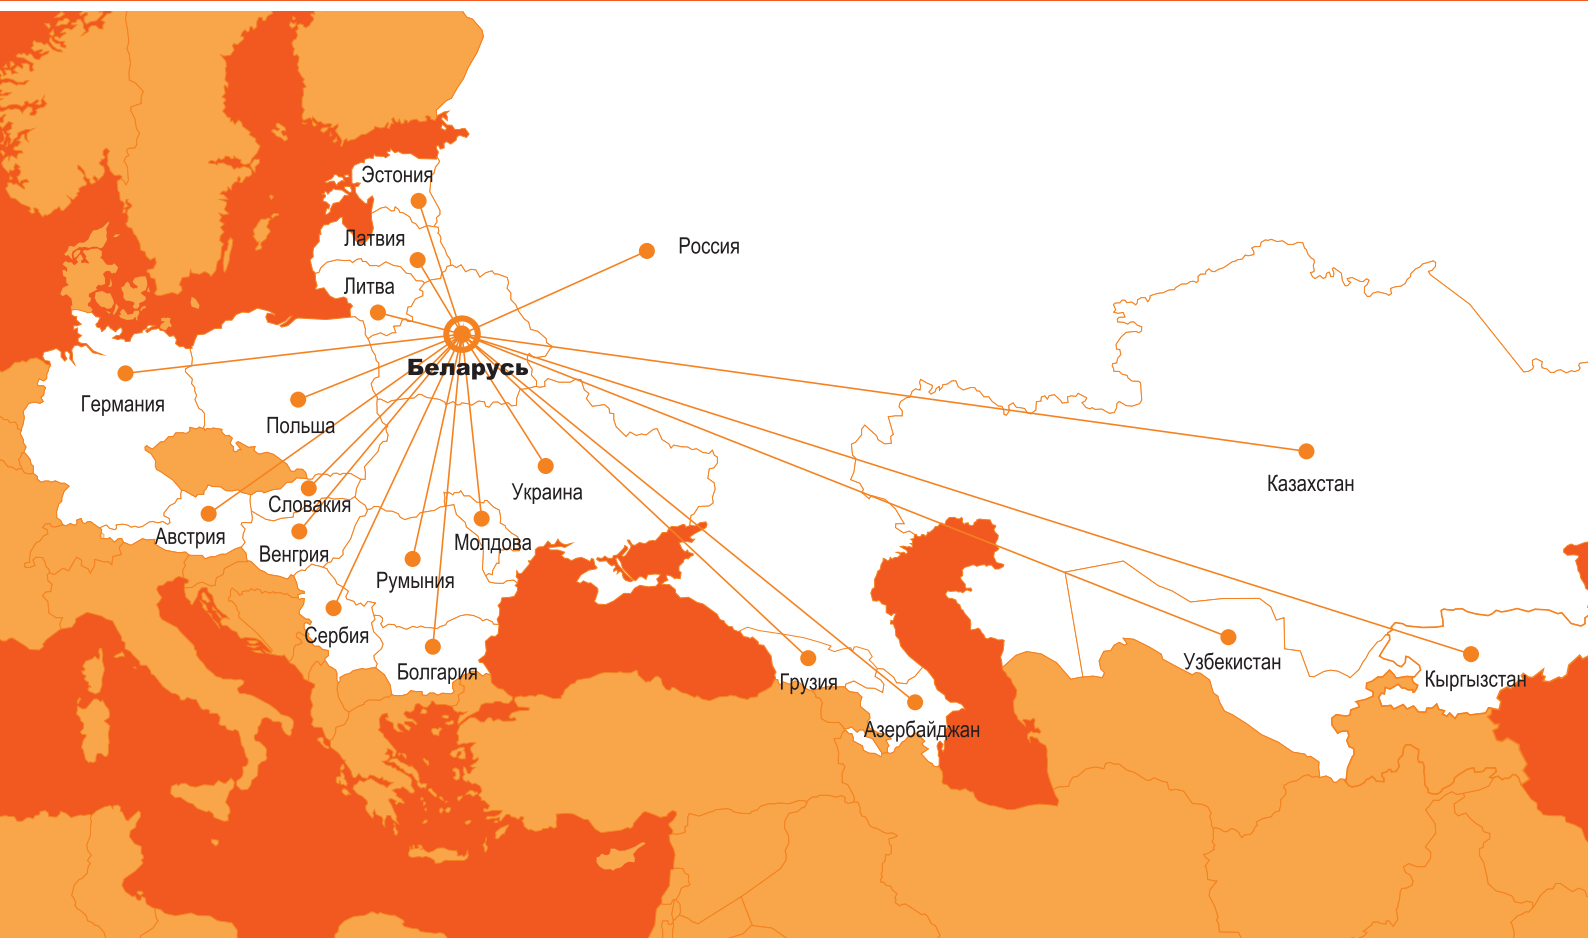 Эстония
Латвия
Россия
Литва
Беларусь
Германия
Польша
Казахстан
Украина
Словакия
Австрия
Молдова
Венгрия
Румыния
Сербия
Узбекистан
Болгария
Кыргызстан
Грузия
Азербайджан